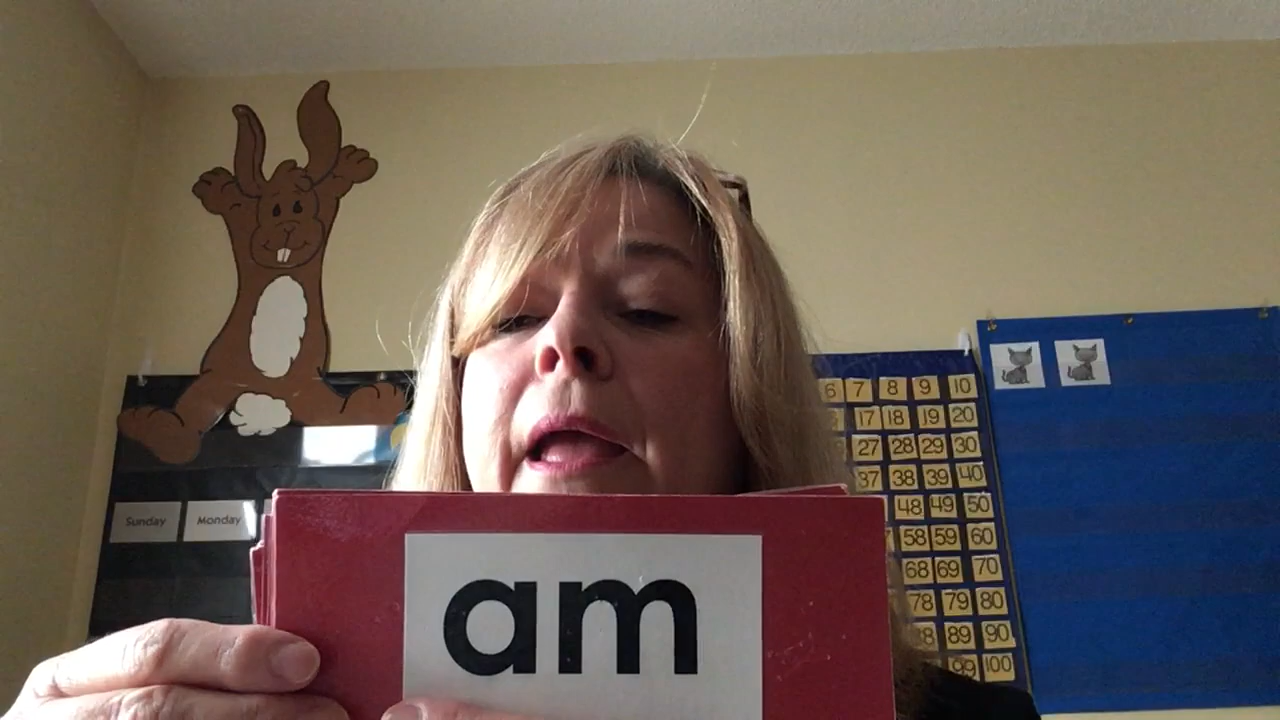 am
Sunday Monday
6 7 8 9 10
17 18 19 20
27 28 29 30
37 38 39 40
48 49 50
58 59 60
68 69 70
78 79 80
89 90
99 100